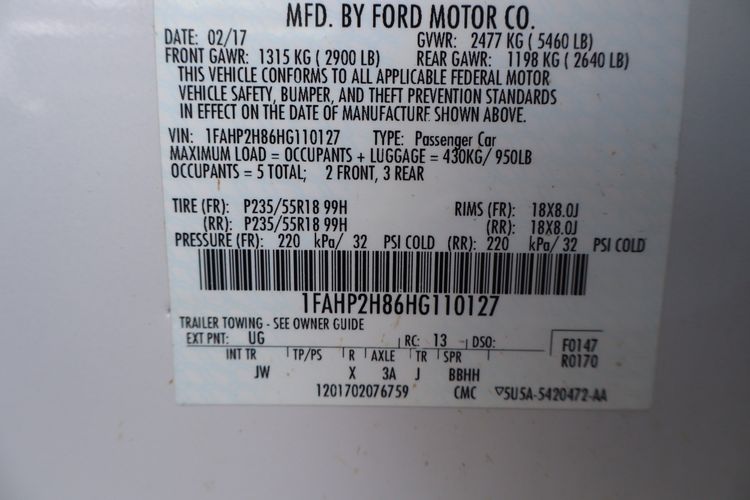 MFD. BY FORD MOTOR CO.
DATE: 02/17 GVWR: 2477 KG ( 5460 LB)
FRONT GAWR: 1315 KG ( 2900 LB) REAR GAWR: 1198 KG ( 2640 LB)
THIS VEHICLE CONFORMS TO ALL APPLICABLE FEDERAL MOTOR
VEHICLE SAFETY, BUMPER, AND THEFT PREVENTION STANDARDS
IN EFFECT ON THE DATE OF MANUFACTURE SHOWN ABOVE.
VIN: 1FAHP2H86HG110127 TYPE: Passenger Car
MAXIMUM LOAD = OCCUPANTS + LUGGAGE = 430KG/ 950LB
OCCUPANTS = 5 TOTAL; 2 FRONT, 3 REAR
TIRE (FR): P235/55R18 99H RIMS (FR): 18X8.0J
(RR): P235/55R18 99H (RR): 18X8.0J
PRESSURE (FR): 220 kPa/ 32 PSI COLD (RR): 220 kPa/ 32 PSI COLD
1FAHP2H86HG110127
TRAILER TOWING - SEE OWNER GUIDE
EXT PNT: UG RC: 13 DSO: F0147
INT TR TP/PS R AXLE TR SPR R0170
JW X 3A J BBHH
1201702076759 CMC ▽5U5A-5420472-AA